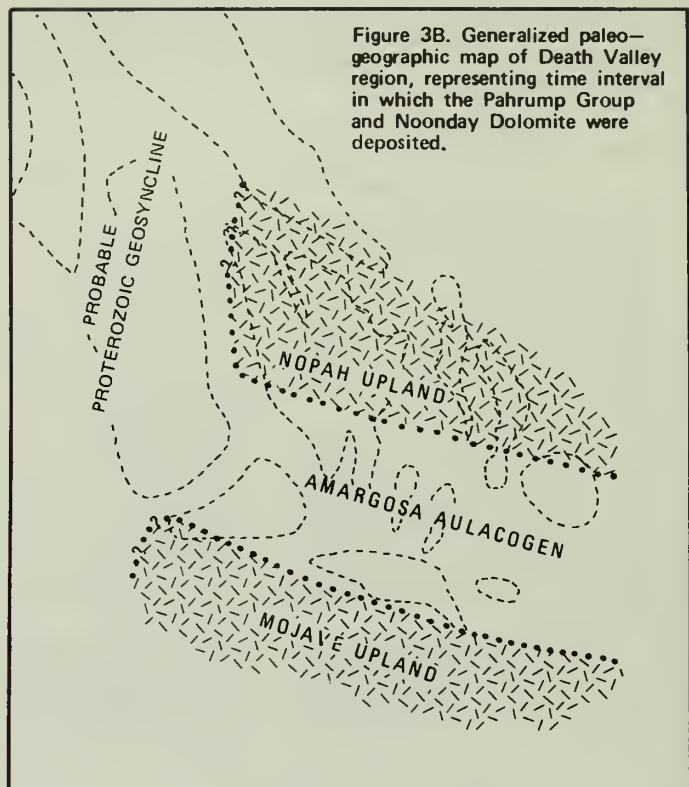 Figure 3B. Generalized paleo—
geographic map of Death Valley
region, representing time interval
in which the Pahrump Group
and Noonday Dolomite were
deposited.
PROBABLE
PROTEROZOIC GEOSYNCLINE
?
?
?
NOPAH UPLAND
AMARGOSA AULACOGEN
?
?
MOJAVE UPLAND